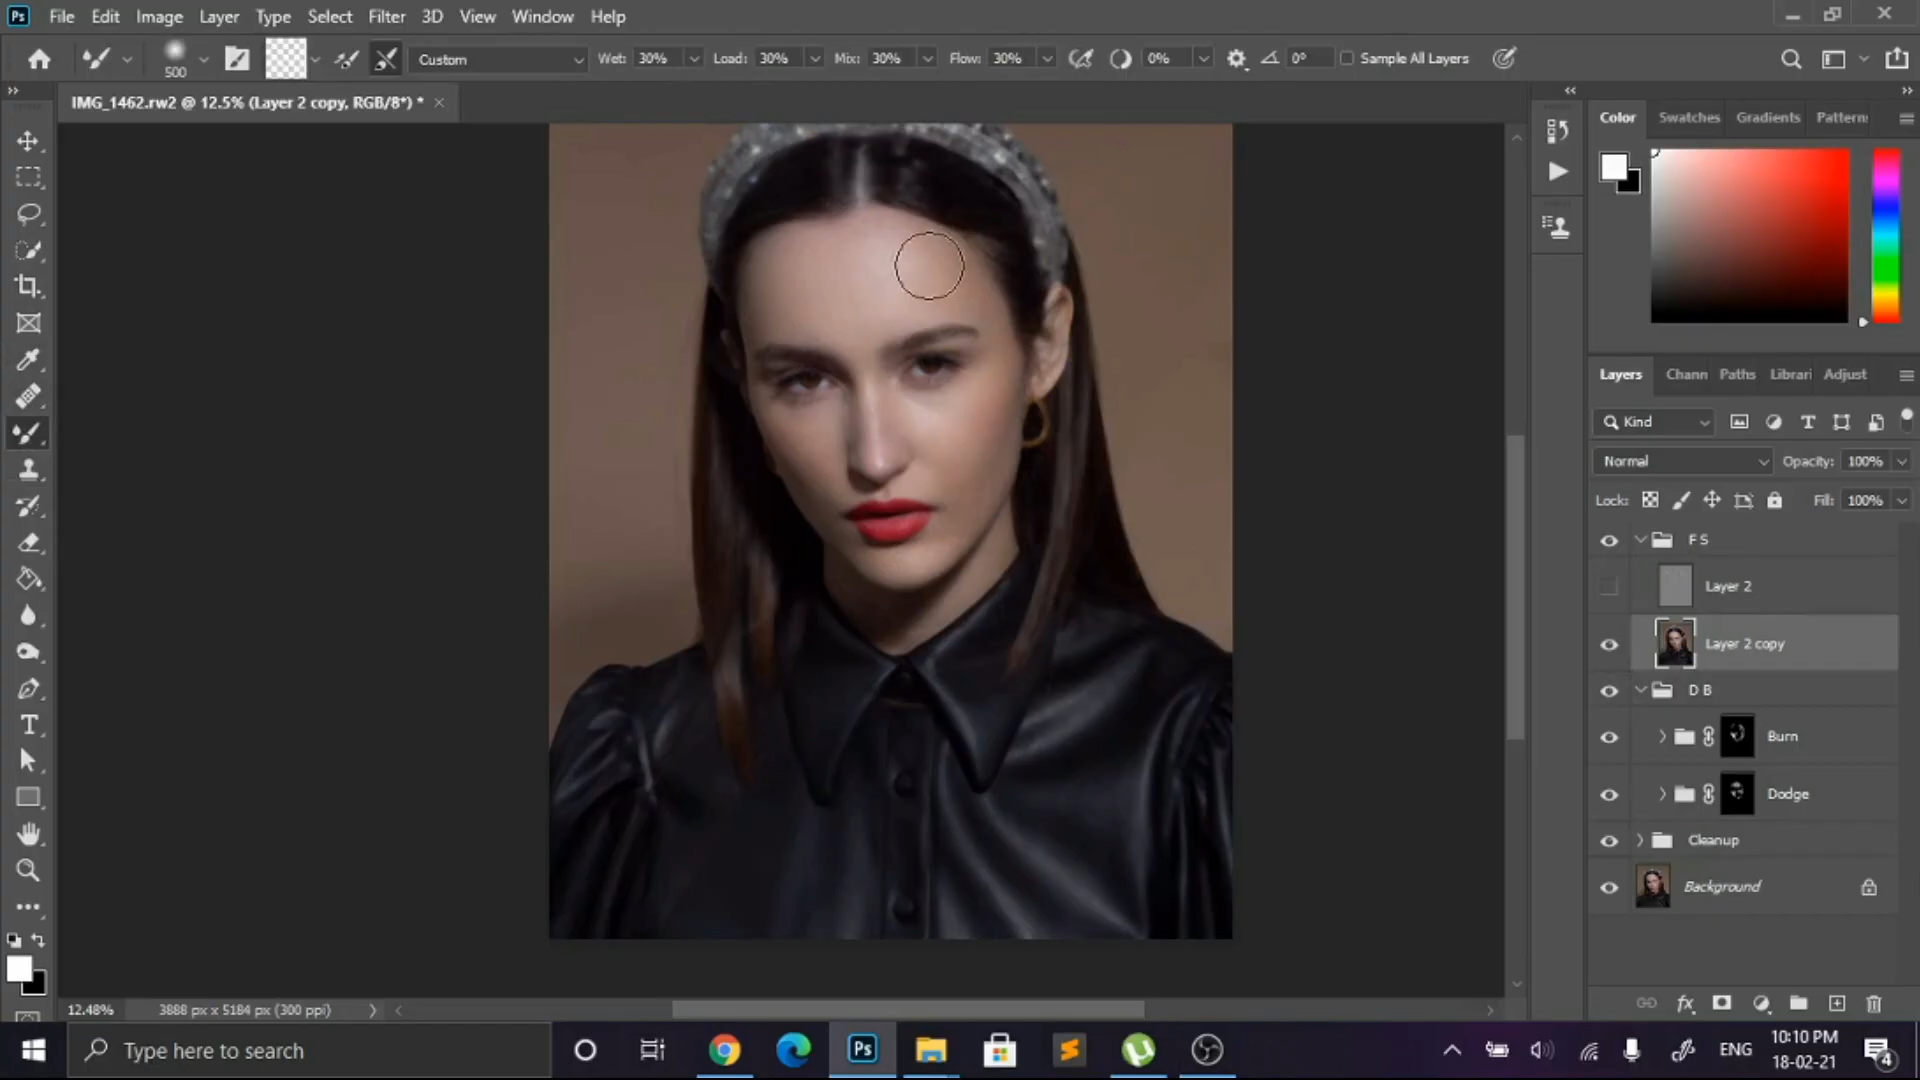 Ps File Edit Image Layer Type Select Filter 3D View Window Help
500 Custom Wet: 30% Load: 30% Mix: 30% Flow: 30% 0% 0° Sample All Layers
IMG_1462.rw2 @ 12.5% (Layer 2 copy, RGB/8*) *
Color Swatches Gradients Pattern
Layers Chann Paths Librari Adjust
Kind
Normal Opacity: 100%
Lock: Fill: 100%
F S
Layer 2
Layer 2 copy
D B
Burn
Dodge
Cleanup
Background
12.48% 3888 px x 5184 px (300 ppi)
Type here to search
Ps
ENG
10:10 PM
18-02-21
4